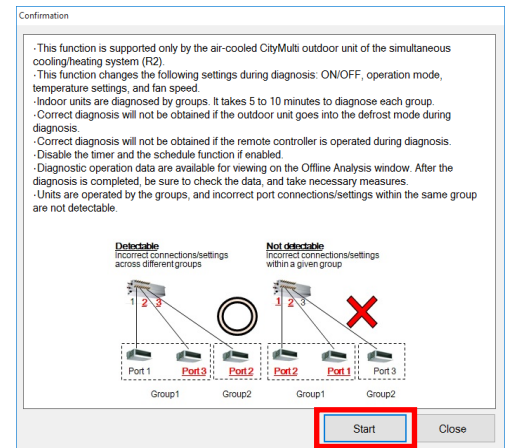 Confirmation
·This function is supported only by the air-cooled CityMulti outdoor unit of the simultaneous
cooling/heating system (R2).
·This function changes the following settings during diagnosis: ON/OFF, operation mode,
temperature settings, and fan speed.
·Indoor units are diagnosed by groups. It takes 5 to 10 minutes to diagnose each group.
·Correct diagnosis will not be obtained if the outdoor unit goes into the defrost mode during
diagnosis.
·Correct diagnosis will not be obtained if the remote controller is operated during diagnosis.
·Disable the timer and the schedule function if enabled.
·Diagnostic operation data are available for viewing on the Offline Analysis window. After the
diagnosis is completed, be sure to check the data, and take necessary measures.
·Units are operated by the groups, and incorrect port connections/settings within the same group
are not detectable.
Detectable
Incorrect connections/settings
across different groups
Not detectable
Incorrect connections/settings
within a given group
1 2 3
1 2 3
Port 1 Port 3 Port 2 Port 2 Port 1 Port 3
Group1 Group2 Group1 Group2
Start Close